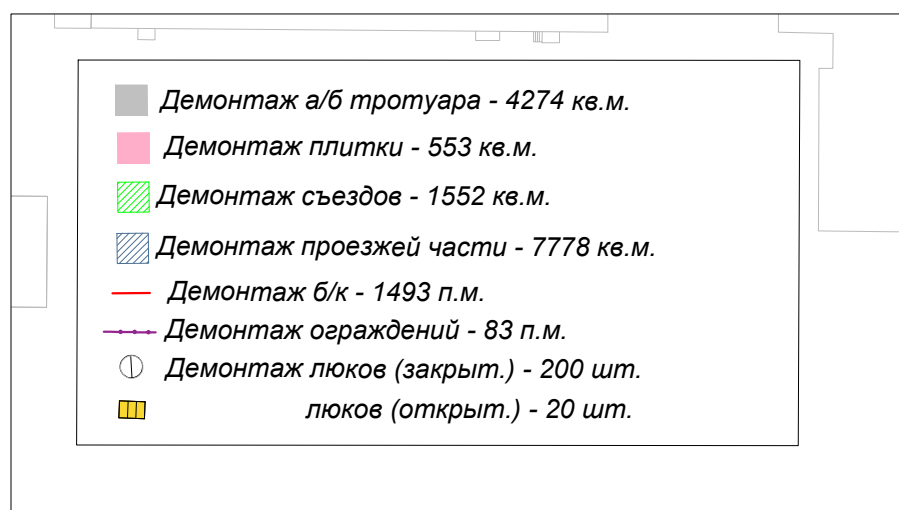 Демонтаж а/б тротуара - 4274 кв.м.
Демонтаж плитки - 553 кв.м.
Демонтаж съездов - 1552 кв.м.
Демонтаж проезжей части - 7778 кв.м.
Демонтаж б/к - 1493 п.м.
Демонтаж ограждений - 83 п.м.
Демонтаж люков (закрыт.) - 200 шт.
люков (открыт.) - 20 шт.